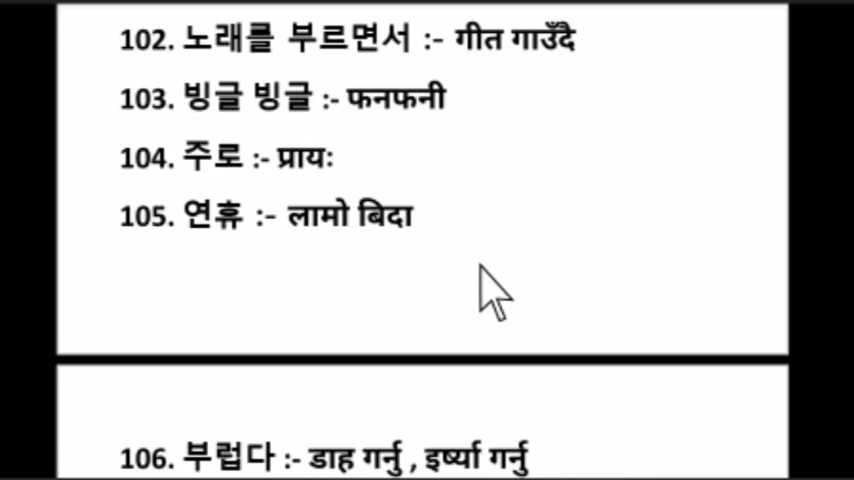 102. 노래를 부르면서 :- गीत गाउँदै
103. 빙글 빙글 :- फनफनी
104. 주로 :- प्रायः
105. 연휴 :- लामो बिदा
106. 부럽다 :- डाह गर्नु , इर्ष्या गर्नु